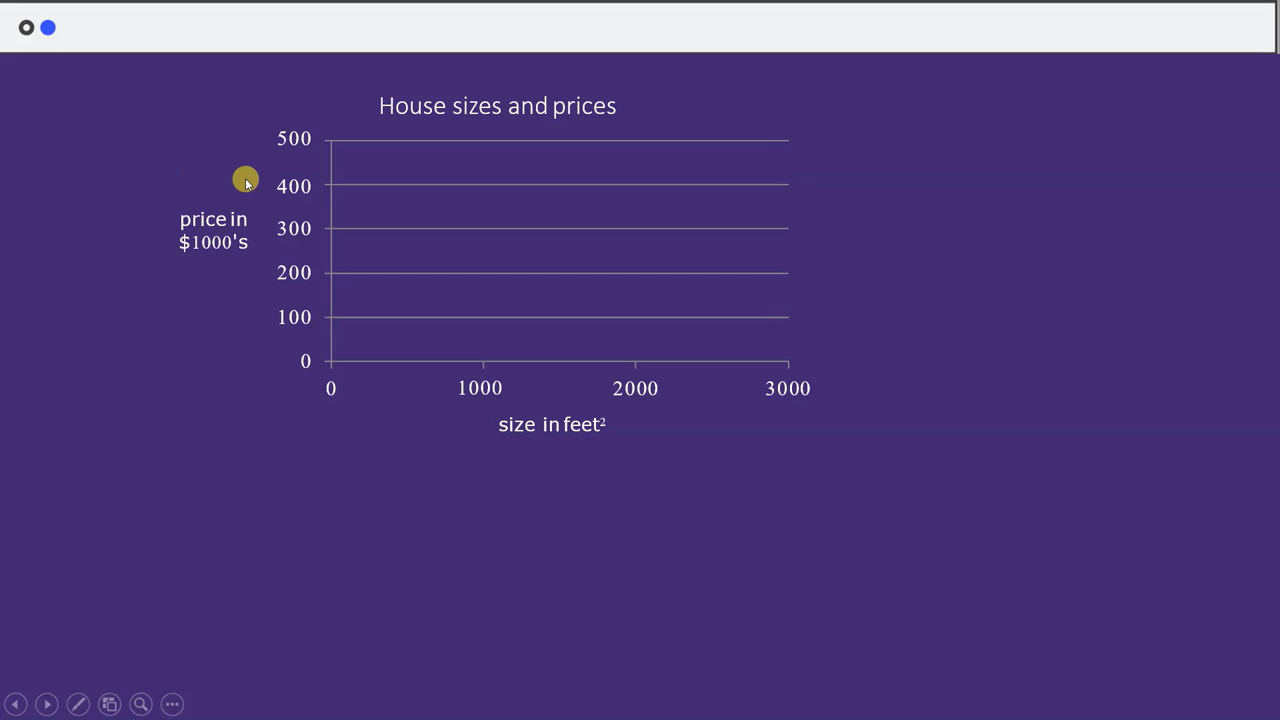 House sizes and prices
500
400
price in
$1000's
300
200
100
0
0 1000 2000 3000
size in feet²